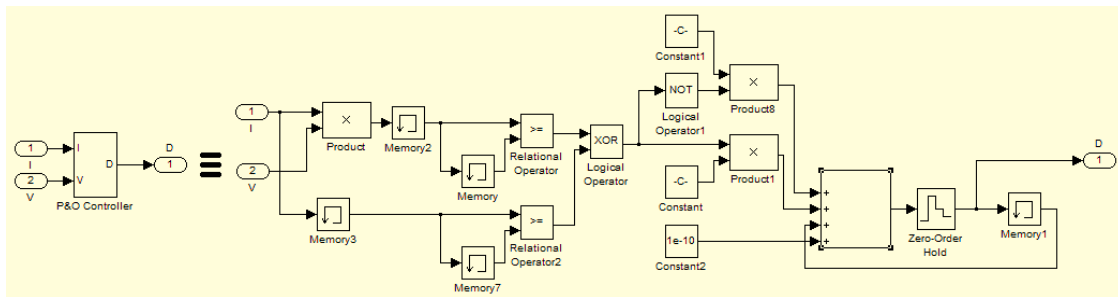 1
I
2
V
I
V
D
P&O Controller
D
1
1
I
2
V
×
Product
Memory2
Memory
>=
Relational
Operator
Memory3
Memory7
>=
Relational
Operator2
XOR
Logical
Operator
-C-
Constant1
NOT
Logical
Operator1
×
Product8
×
Product1
-C-
Constant
1e-10
Constant2
+
+
+
+
Zero-Order
Hold
Memory1
D
1